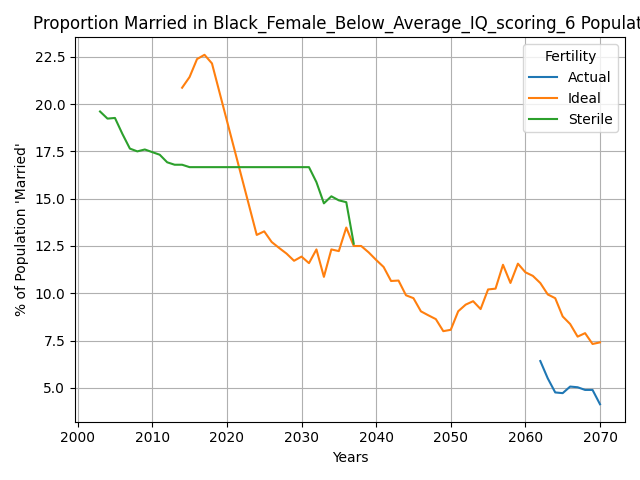 Proportion Married in Black_Female_Below_Average_IQ_scoring_6 Populat
% of Population 'Married'
22.5
20.0
17.5
15.0
12.5
10.0
7.5
5.0
Fertility
Actual
Ideal
Sterile
2000 2010 2020 2030 2040 2050 2060 2070
Years